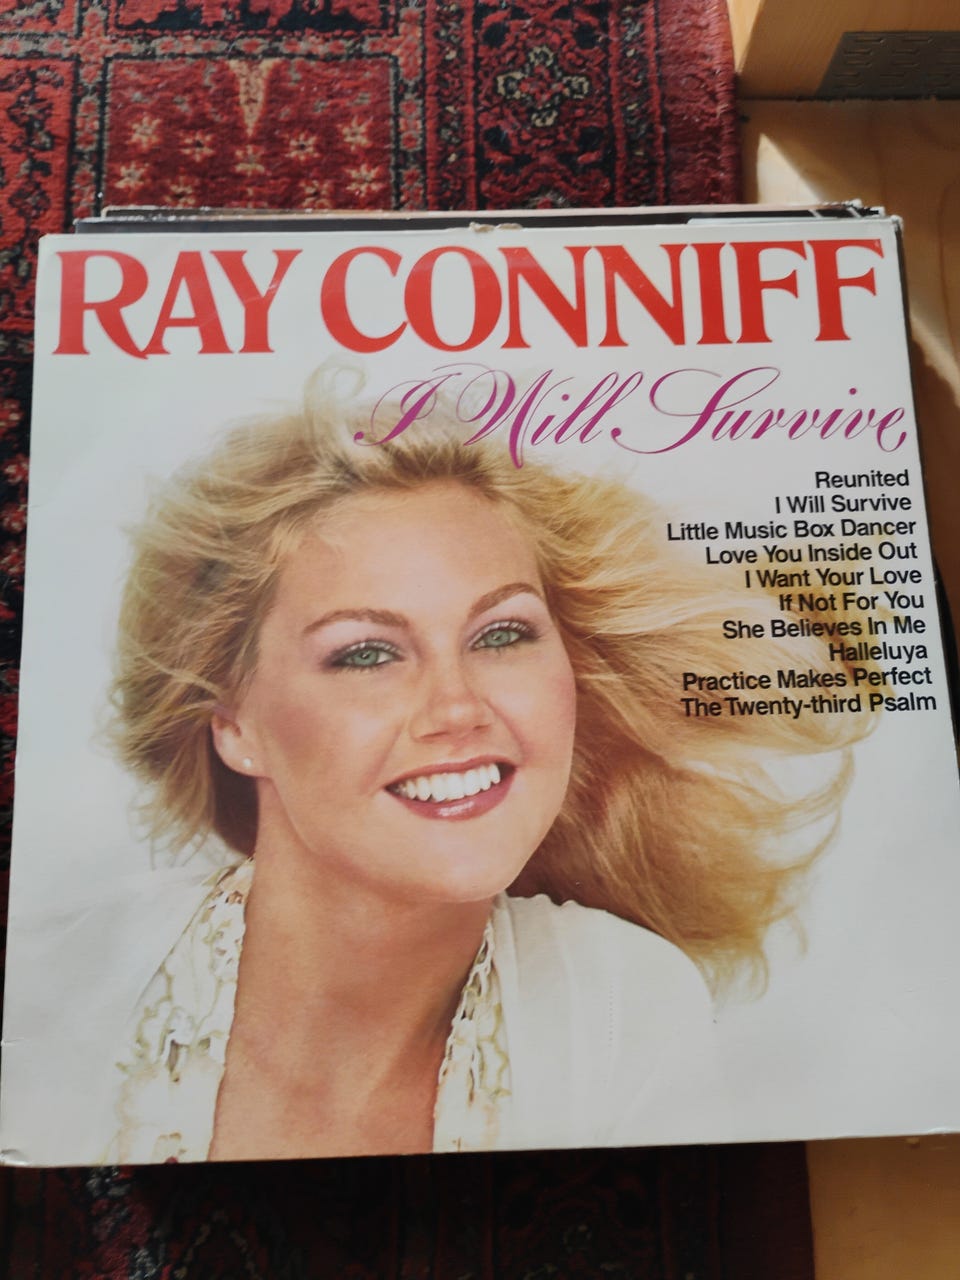 RAY CONNIFF
I Will Survive
Reunited
I Will Survive
Little Music Box Dancer
Love You Inside Out
I Want Your Love
If Not For You
She Believes In Me
Halleluya
Practice Makes Perfect
The Twenty-third Psalm